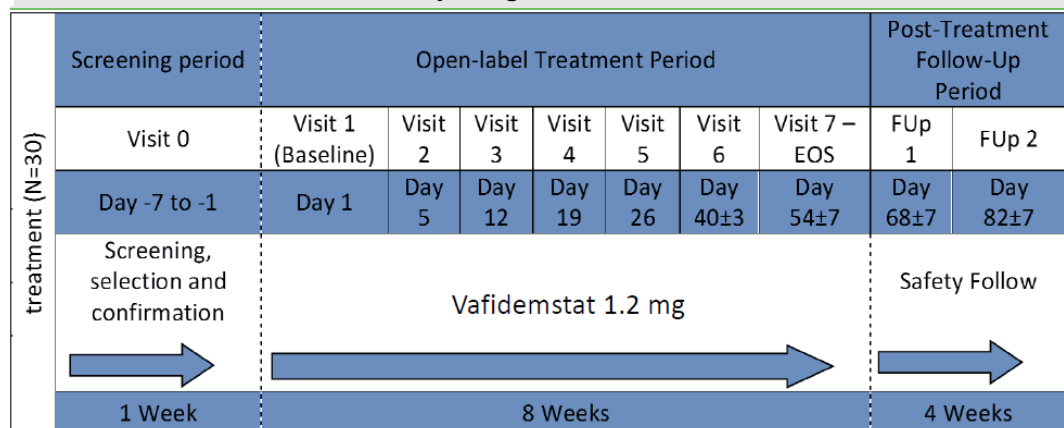 Screening period
Open-label Treatment Period
Post-Treatment
Follow-Up
Period
treatment (N=30)
Visit 0
Visit 1
(Baseline)
Visit
2
Visit
3
Visit
4
Visit
5
Visit
6
Visit 7 –
EOS
FUp
1
FUp 2
Day -7 to -1
Day 1
Day
5
Day
12
Day
19
Day
26
Day
40±3
Day
54±7
Day
68±7
Day
82±7
Screening,
selection and
confirmation
Vafidemstat 1.2 mg
Safety Follow
1 Week
8 Weeks
4 Weeks